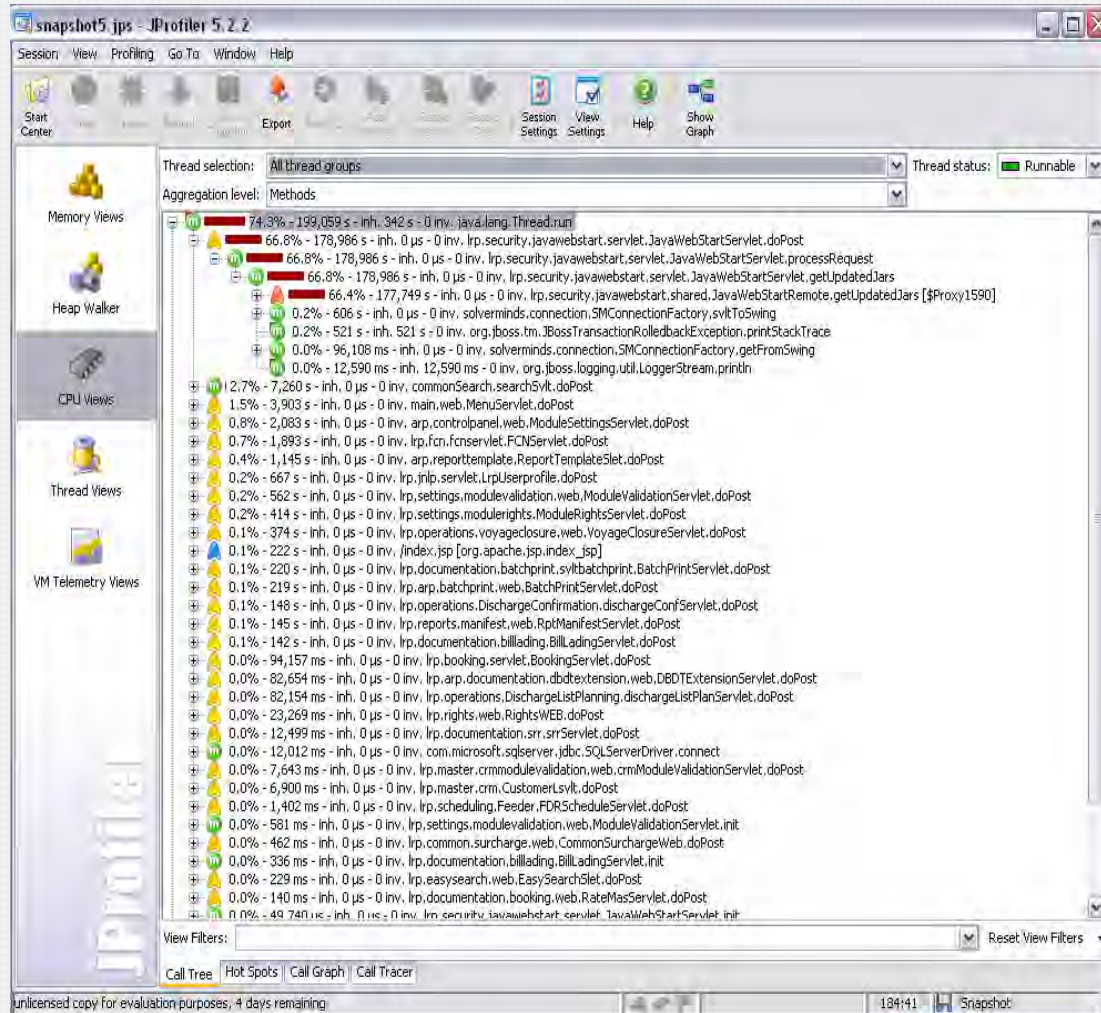 snapshot5.jps - JProfiler 5.2.2
Session View Profiling Go To Window Help
Start Center
Export
Session Settings
View Settings
Help
Show Graph
Memory Views
Heap Walker
CPU Views
Thread Views
VM Telemetry Views
JProfile
Thread selection: All thread groups
Thread status: Runnable
Aggregation level: Methods
74.3% - 199,059 s - inh. 342 s - 0 inv. java.lang.Thread.run
66.8% - 178,986 s - inh. 0 µs - 0 inv. lrp.security.javawebstart.servlet.JavaWebStartServlet.doPost
66.8% - 178,986 s - inh. 0 µs - 0 inv. lrp.security.javawebstart.servlet.JavaWebStartServlet.processRequest
66.8% - 178,986 s - inh. 0 µs - 0 inv. lrp.security.javawebstart.servlet.JavaWebStartServlet.getUpdatedJars
66.4% - 177,749 s - inh. 0 µs - 0 inv. lrp.security.javawebstart.shared.JavaWebStartRemote.getUpdatedJars [$Proxy1590]
0.2% - 606 s - inh. 0 µs - 0 inv. solverminds.connection.SMConnectionFactory.svltToSwing
0.2% - 521 s - inh. 521 s - 0 inv. org.jboss.tm.JBossTransactionRolledbackException.printStackTrace
0.0% - 96,108 ms - inh. 0 µs - 0 inv. solverminds.connection.SMConnectionFactory.getFromSwing
0.0% - 12,590 ms - inh. 12,590 ms - 0 inv. org.jboss.logging.util.LoggerStream.println
2.7% - 7,260 s - inh. 0 µs - 0 inv. commonSearch.searchSvlt.doPost
1.5% - 3,903 s - inh. 0 µs - 0 inv. main.web.MenuServlet.doPost
0.8% - 2,083 s - inh. 0 µs - 0 inv. arp.controlpanel.web.ModuleSettingsServlet.doPost
0.7% - 1,893 s - inh. 0 µs - 0 inv. lrp.fcn.fcnservlet.FCNServlet.doPost
0.4% - 1,145 s - inh. 0 µs - 0 inv. arp.reporttemplate.ReportTemplateSlet.doPost
0.2% - 667 s - inh. 0 µs - 0 inv. lrp.jnlp.servlet.LrpUserprofile.doPost
0.2% - 562 s - inh. 0 µs - 0 inv. lrp.settings.modulevalidation.web.ModuleValidationServlet.doPost
0.2% - 414 s - inh. 0 µs - 0 inv. lrp.settings.modulerights.ModuleRightsServlet.doPost
0.1% - 374 s - inh. 0 µs - 0 inv. lrp.operations.voyageclosure.web.VoyageClosureServlet.doPost
0.1% - 222 s - inh. 0 µs - 0 inv. /index.jsp [org.apache.jsp.index_jsp]
0.1% - 220 s - inh. 0 µs - 0 inv. lrp.documentation.batchprint.svltbatchprint.BatchPrintServlet.doPost
0.1% - 219 s - inh. 0 µs - 0 inv. lrp.arp.batchprint.web.BatchPrintServlet.doPost
0.1% - 148 s - inh. 0 µs - 0 inv. lrp.operations.DischargeConfirmation.dischargeConfServlet.doPost
0.1% - 145 s - inh. 0 µs - 0 inv. lrp.reports.manifest.web.RptManifestServlet.doPost
0.1% - 142 s - inh. 0 µs - 0 inv. lrp.documentation.billlading.BillLadingServlet.doPost
0.0% - 94,157 ms - inh. 0 µs - 0 inv. lrp.booking.servlet.BookingServlet.doPost
0.0% - 82,654 ms - inh. 0 µs - 0 inv. lrp.arp.documentation.dbdtextension.web.DBDTExtensionServlet.doPost
0.0% - 82,154 ms - inh. 0 µs - 0 inv. lrp.operations.DischargeListPlanning.dischargeListPlanServlet.doPost
0.0% - 23,269 ms - inh. 0 µs - 0 inv. lrp.rights.web.RightsWEB.doPost
0.0% - 12,499 ms - inh. 0 µs - 0 inv. lrp.documentation.srr.srrServlet.doPost
0.0% - 12,012 ms - inh. 0 µs - 0 inv. com.microsoft.sqlserver.jdbc.SQLServerDriver.connect
0.0% - 7,643 ms - inh. 0 µs - 0 inv. lrp.master.crmmodulevalidation.web.crmModuleValidationServlet.doPost
0.0% - 6,900 ms - inh. 0 µs - 0 inv. lrp.master.crm.CustomerLsvlt.doPost
0.0% - 1,402 ms - inh. 0 µs - 0 inv. lrp.scheduling.Feeder.FDRScheduleServlet.doPost
0.0% - 581 ms - inh. 0 µs - 0 inv. lrp.settings.modulevalidation.web.ModuleValidationServlet.init
0.0% - 462 ms - inh. 0 µs - 0 inv. lrp.common.surcharge.web.CommonSurchargeWeb.doPost
0.0% - 336 ms - inh. 0 µs - 0 inv. lrp.documentation.billlading.BillLadingServlet.init
0.0% - 229 ms - inh. 0 µs - 0 inv. lrp.easysearch.web.EasySearchSlet.doPost
0.0% - 140 ms - inh. 0 µs - 0 inv. lrp.documentation.booking.web.RateMasServlet.doPost
0.0% - 49,740 µs - inh. 0 µs - 0 inv. lrp.security.javawebstart.servlet.JavaWebStartServlet.init
View Filters:
Reset View Filters
Call Tree Hot Spots Call Graph Call Tracer
unlicensed copy for evaluation purposes, 4 days remaining
184:41 Snapshot